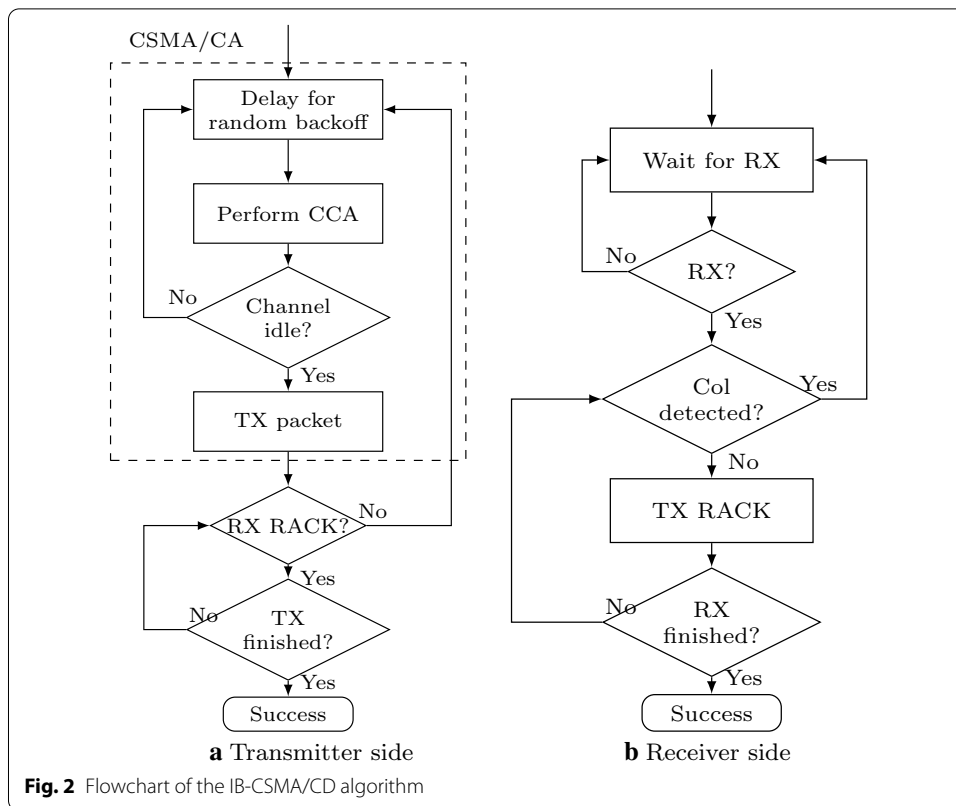 CSMA/CA
Delay for
random backoff
Perform CCA
No
Channel
idle?
Yes
TX packet
RX RACK?
No
Yes
No
TX
finished?
Yes
Success
a Transmitter side
Wait for RX
No
RX?
Yes
Col
detected?
Yes
No
TX RACK
No
RX
finished?
Yes
Success
b Receiver side
Fig. 2 Flowchart of the IB-CSMA/CD algorithm